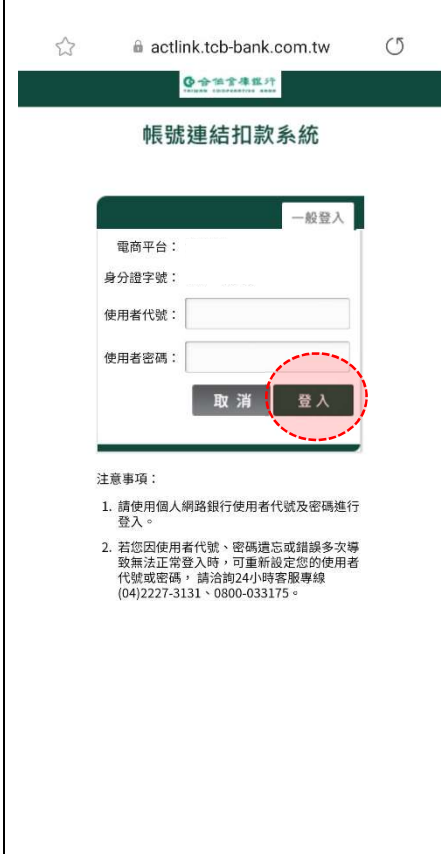 actlink.tcb-bank.com.tw
合作金庫銀行
TAIWAN COOPERATIVE BANK
帳號連結扣款系統
一般登入
電商平台：
身分證字號：
使用者代號：
使用者密碼：
取 消
登 入
注意事項：
1. 請使用個人網路銀行使用者代號及密碼進行
登入。
2. 若您因使用者代號、密碼遺忘或錯誤多次導
致無法正常登入時，可重新設定您的使用者
代號或密碼， 請洽詢24小時客服專線
(04)2227-3131、0800-033175。